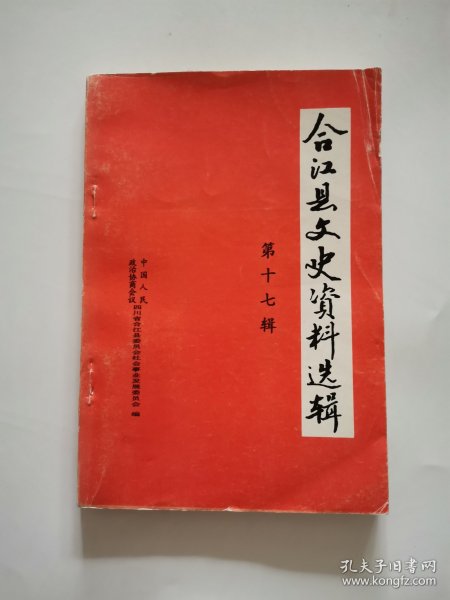 合江县文史资料选辑
第十七辑
中国人民
政治协商会议
四川省合江县委员会社会事业发展委员会 编
孔夫子旧书网
www.kongfz.com